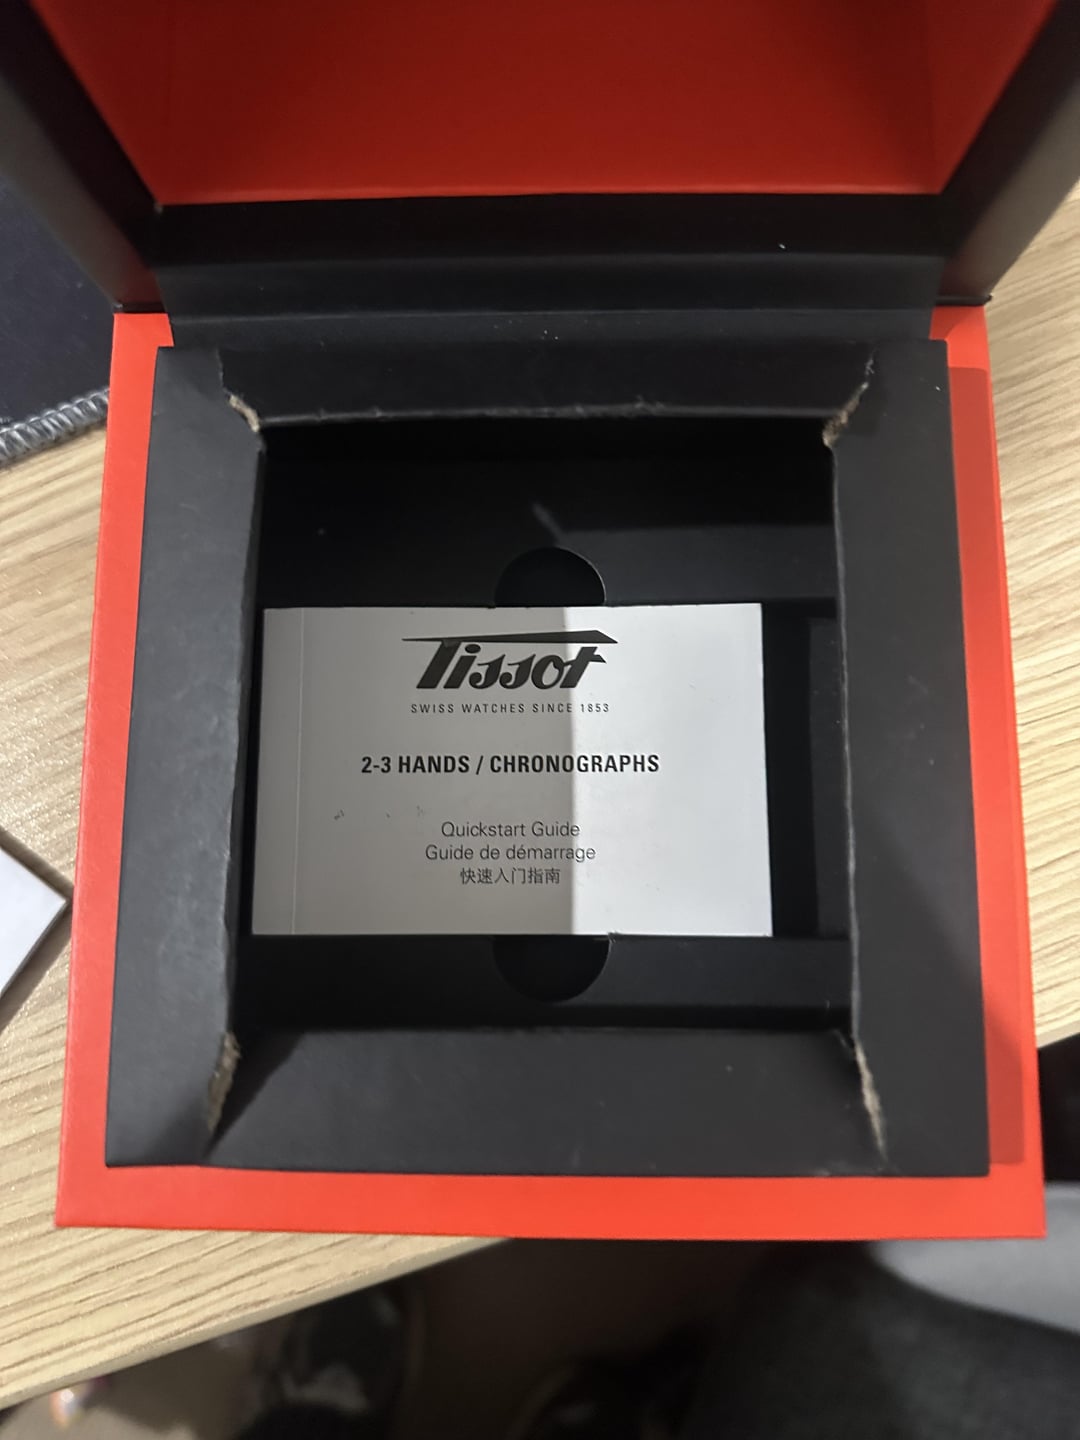 Tissot
SWISS WATCHES SINCE 1853
2-3 HANDS / CHRONOGRAPHS
Quickstart Guide
Guide de démarrage
快速入门指南